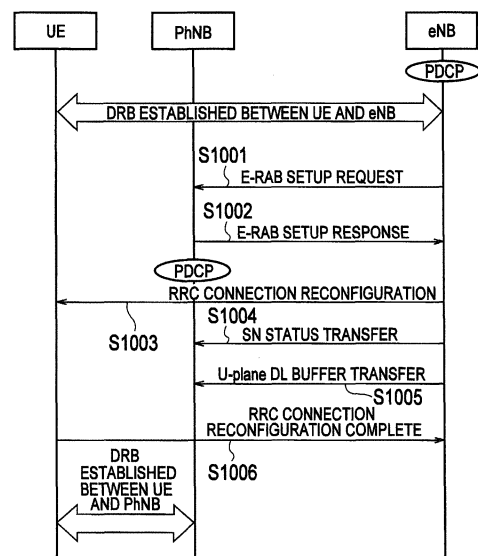 UE
PhNB
eNB
PDCP
DRB ESTABLISHED BETWEEN UE AND eNB
S1001
E-RAB SETUP REQUEST
S1002
E-RAB SETUP RESPONSE
PDCP
RRC CONNECTION RECONFIGURATION
S1003
S1004
SN STATUS TRANSFER
U-plane DL BUFFER TRANSFER
S1005
RRC CONNECTION
RECONFIGURATION COMPLETE
S1006
DRB
ESTABLISHED
BETWEEN UE
AND PhNB